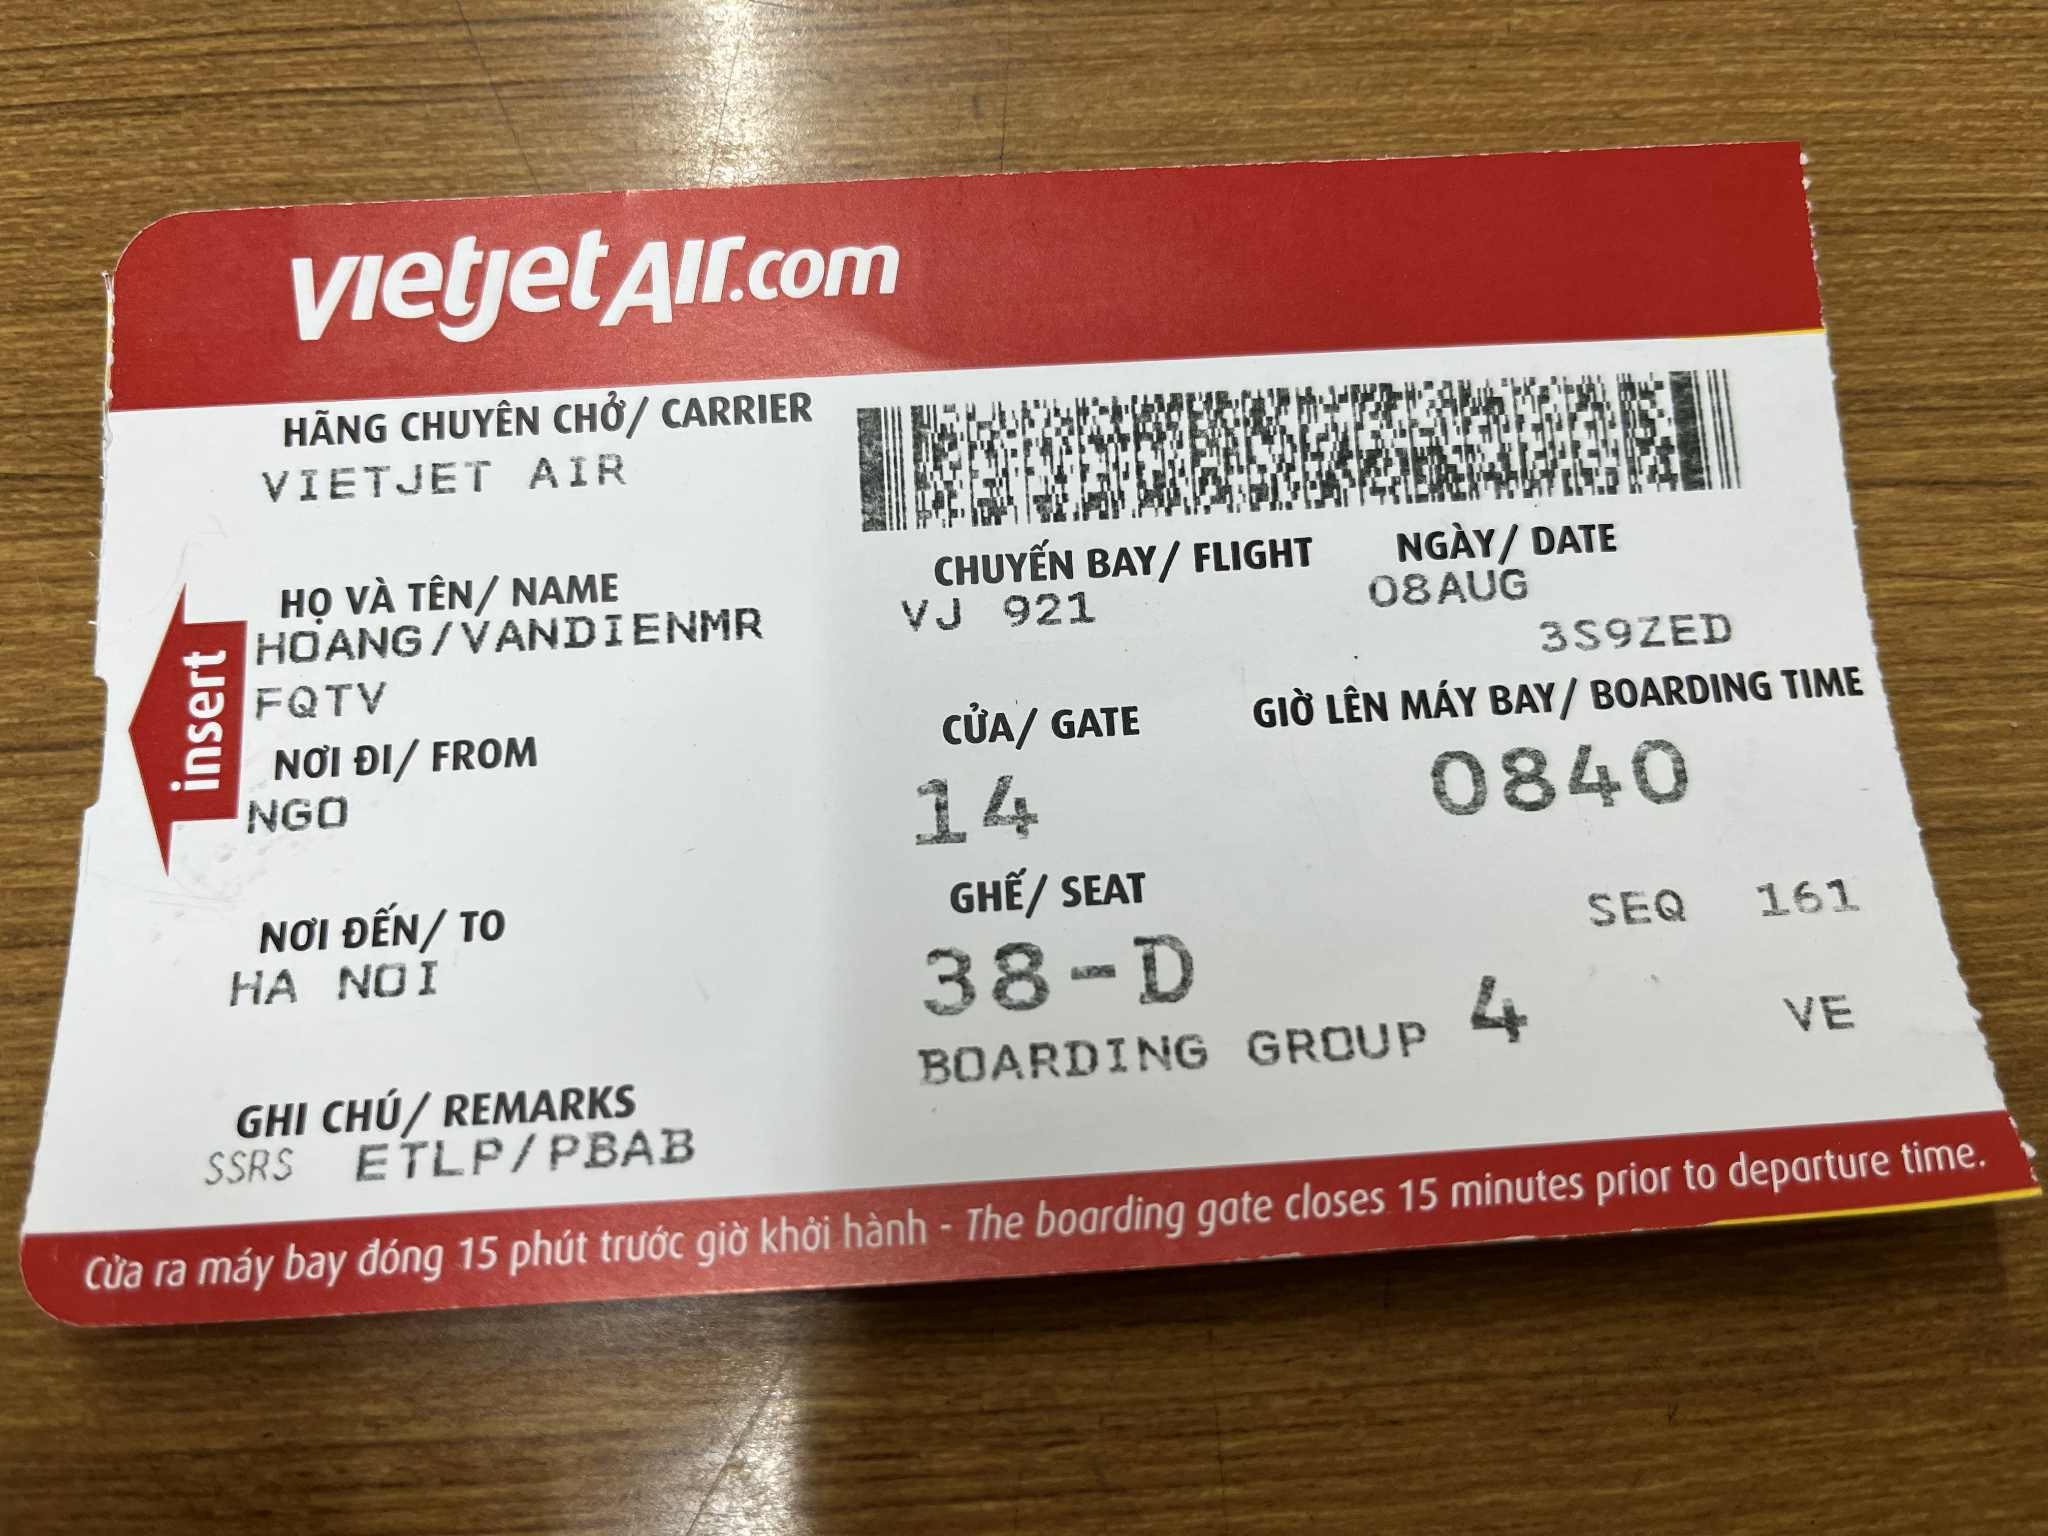 vietjetAir.com
HÃNG CHUYÊN CHỞ/ CARRIER
VIETJET AIR
HỌ VÀ TÊN/ NAME
HOANG/VANDIENMR
FQTV
NƠI ĐI/ FROM
NGO
NƠI ĐẾN/ TO
HA NOI
GHI CHÚ/ REMARKS
SSRS ETLP/PBAB
insert
CHUYẾN BAY/ FLIGHT
VJ 921
NGÀY/ DATE
08AUG
3S9ZED
CỬA/ GATE
14
GIỜ LÊN MÁY BAY/ BOARDING TIME
0840
GHẾ/ SEAT
38-D
SEQ 161
BOARDING GROUP 4
VE
Cửa ra máy bay đóng 15 phút trước giờ khởi hành - The boarding gate closes 15 minutes prior to departure time.